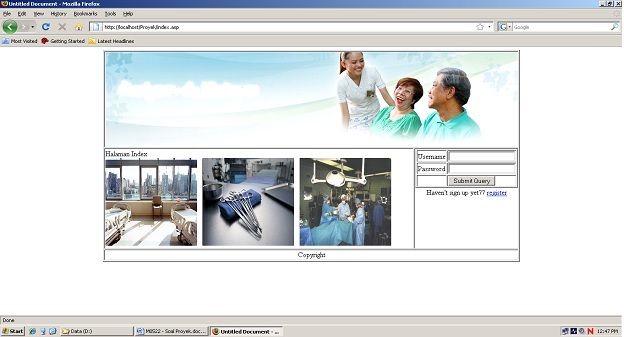 Untitled Document - Mozilla Firefox
File Edit View History Bookmarks Tools Help
http://localhost/Proyek/index.asp
Google
Most Visited Getting Started Latest Headlines
Halaman Index
Username
Password
Submit Query
Haven't sign up yet?? register
Copyright
Done
Start
Data (D:)
M0522 - Soal Proyek.doc...
Untitled Document - ...
12:47 PM